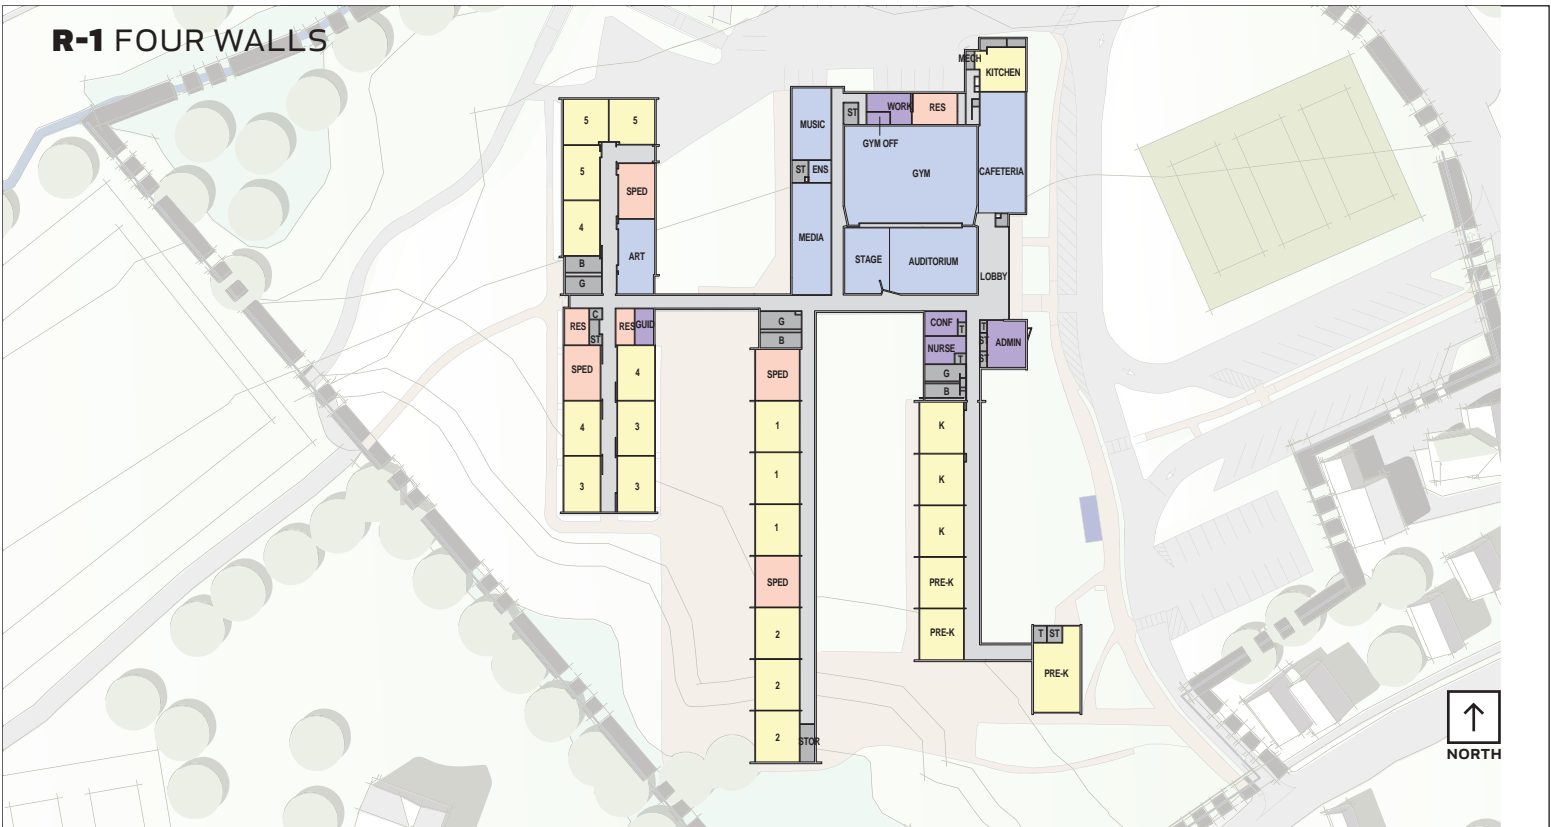 R-1 FOUR WALLS
MECH
KITCHEN
5
5
ST
WORK
RES
MUSIC
GYM OFF
5
SPED
ST
ENS
GYM
CAFETERIA
4
ART
MEDIA
STAGE
AUDITORIUM
LOBBY
B
G
RES
C
ST
RES
GUID
G
B
CONF
T
NURSE
T
T
ST
ST
ADMIN
SPED
4
SPED
G
B
4
3
1
K
3
3
1
K
1
K
SPED
PRE-K
2
PRE-K
T
ST
PRE-K
2
2
STOR
NORTH